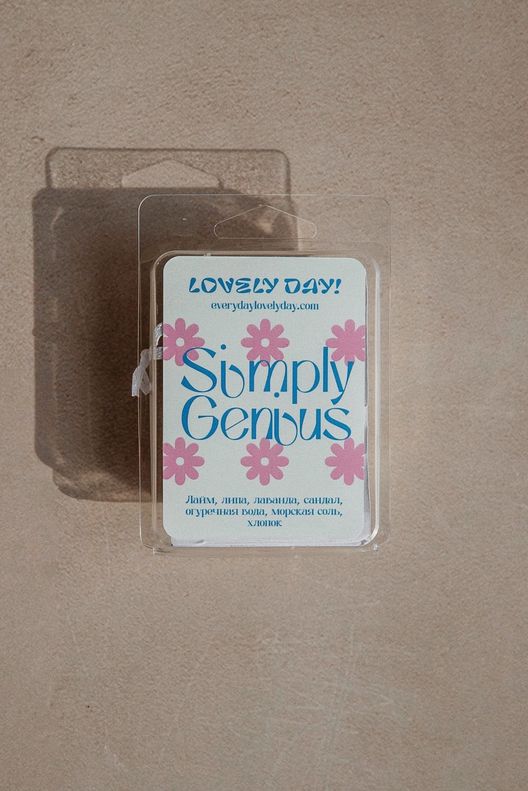 LOVELY DAY!
everydaylovelyday.com
Simply
Genius
Лайм, липа, лаванда, сандал,
огуречная вода, морская соль,
хлопок